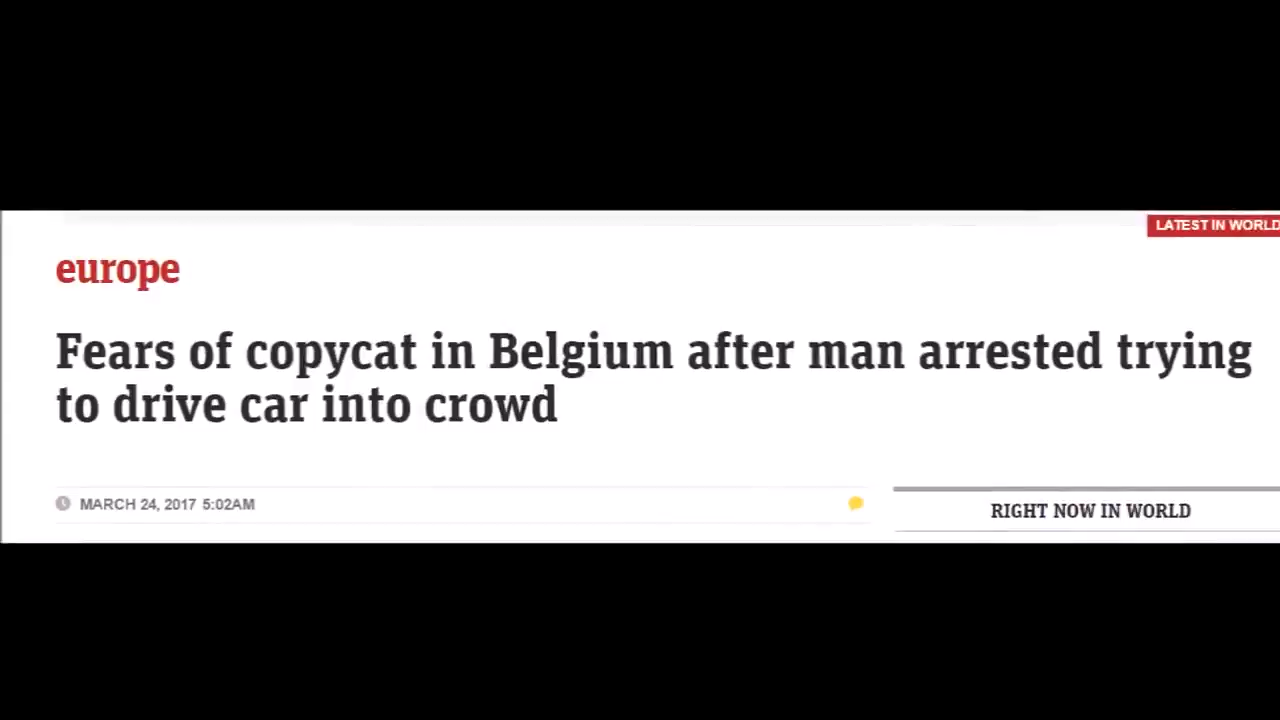 LATEST IN WORLD
europe
Fears of copycat in Belgium after man arrested trying
to drive car into crowd
MARCH 24, 2017 5:02AM
RIGHT NOW IN WORLD